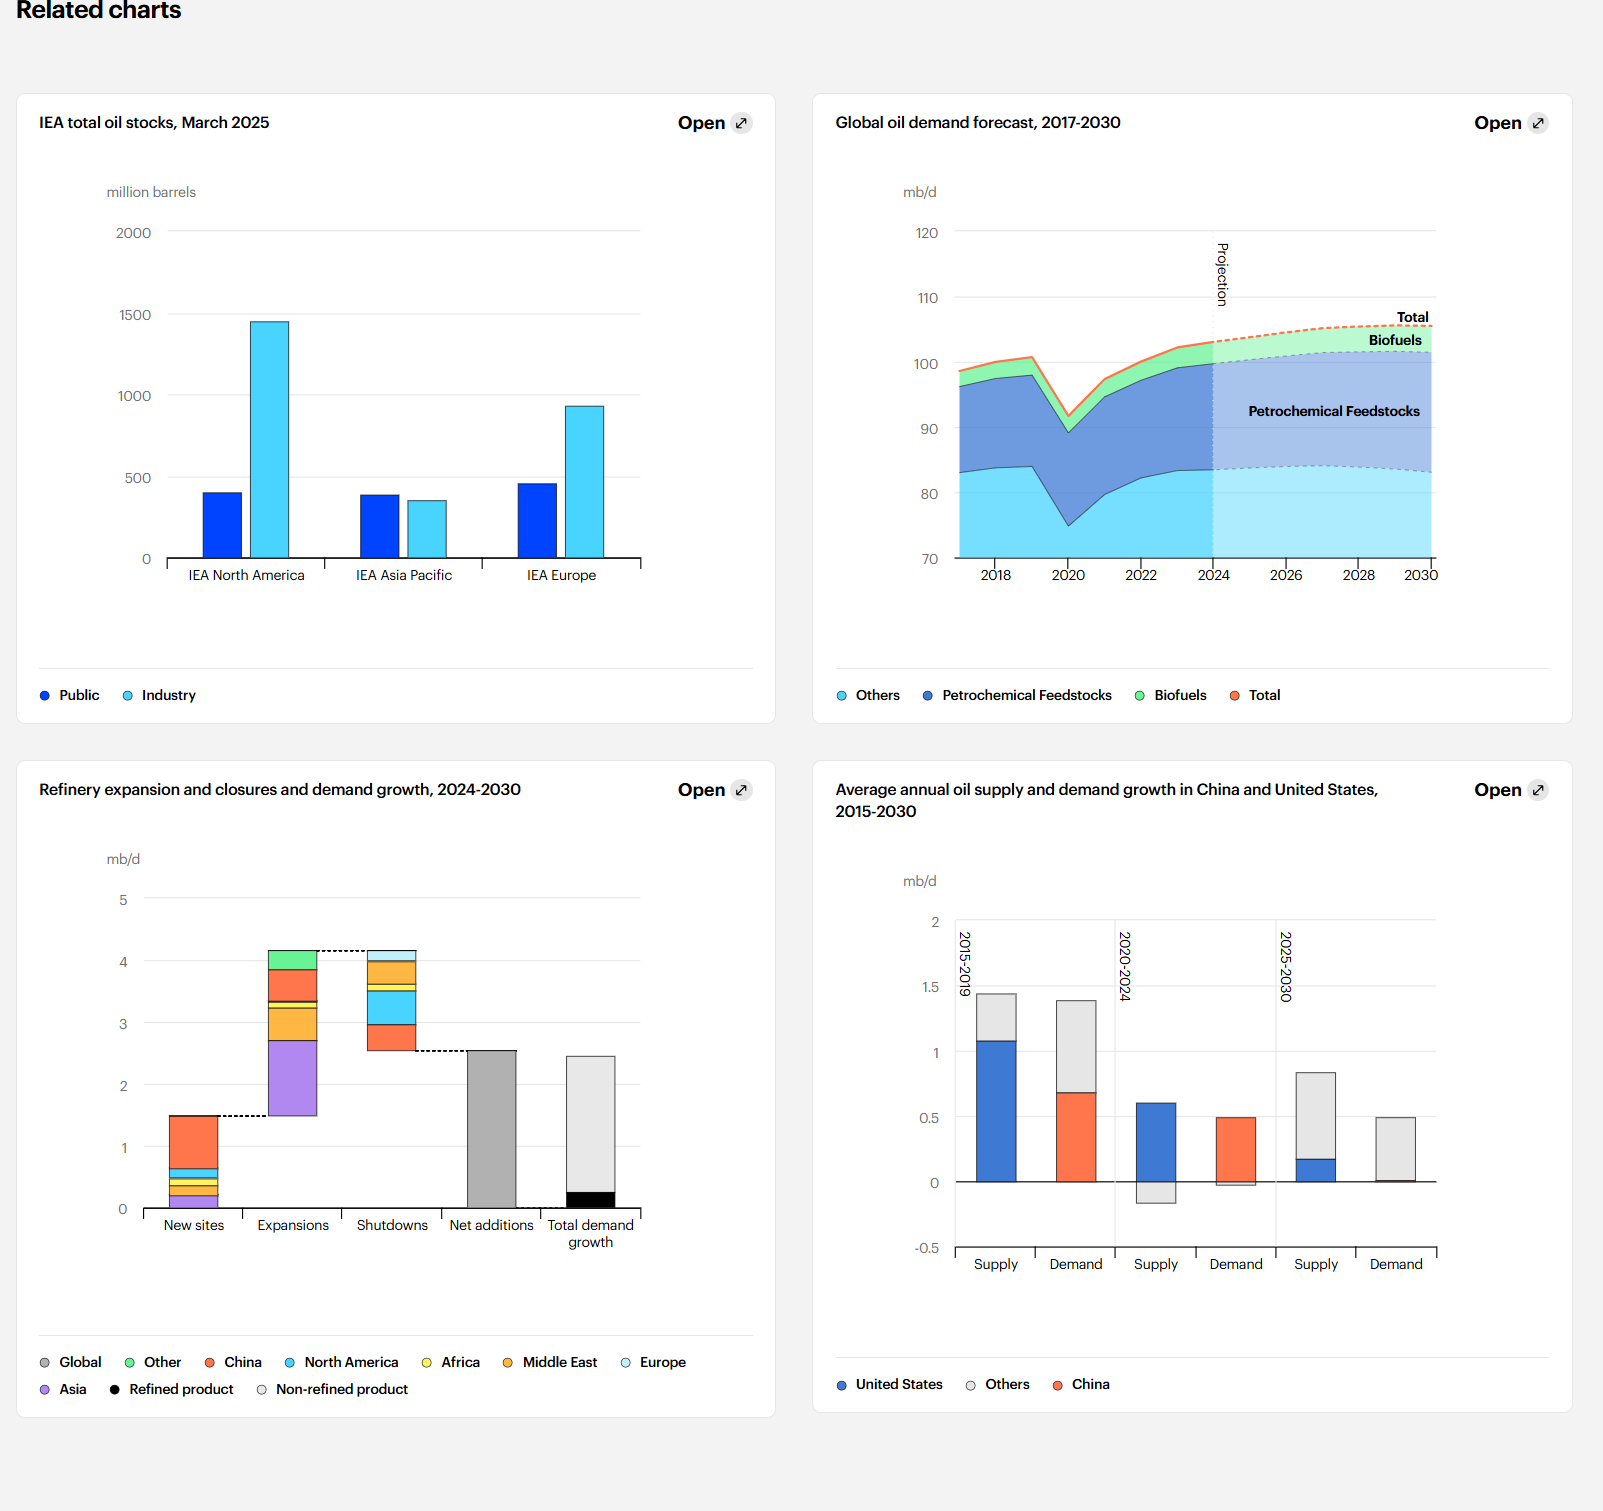 Related charts
IEA total oil stocks, March 2025
Open
million barrels
2000
1500
1000
500
0
IEA North America
IEA Asia Pacific
IEA Europe
Public
Industry
Global oil demand forecast, 2017-2030
Open
mb/d
120
110
100
90
80
70
Projection
Total
Biofuels
Petrochemical Feedstocks
2018
2020
2022
2024
2026
2028
2030
Others
Petrochemical Feedstocks
Biofuels
Total
Refinery expansion and closures and demand growth, 2024-2030
Open
mb/d
5
4
3
2
1
0
New sites
Expansions
Shutdowns
Net additions
Total demand
growth
Global
Other
China
North America
Africa
Middle East
Europe
Asia
Refined product
Non-refined product
Average annual oil supply and demand growth in China and United States,
2015-2030
Open
mb/d
2
1.5
1
0.5
0
-0.5
2015-2019
2020-2024
2025-2030
Supply
Demand
Supply
Demand
Supply
Demand
United States
Others
China